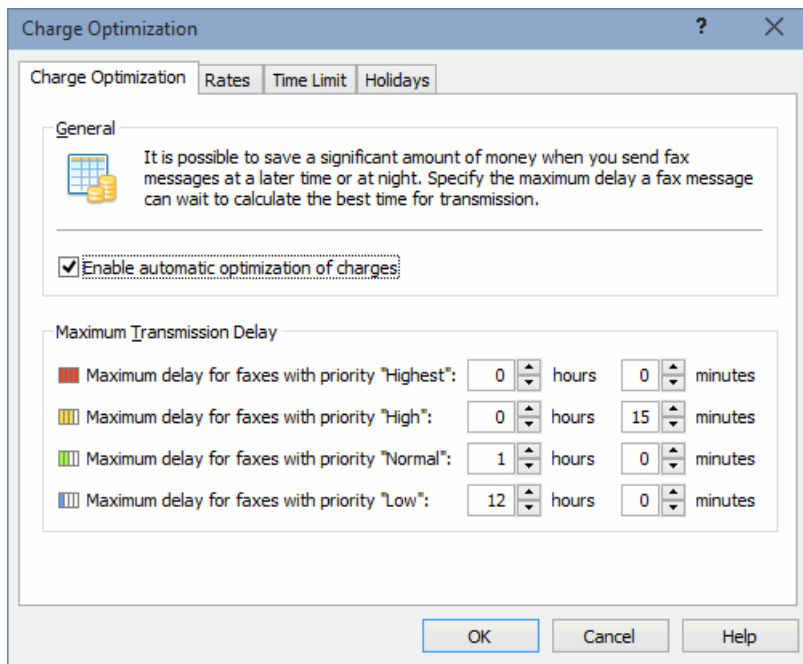 Charge Optimization
?
Charge Optimization Rates Time Limit Holidays
General
It is possible to save a significant amount of money when you send fax
messages at a later time or at night. Specify the maximum delay a fax message
can wait to calculate the best time for transmission.
Enable automatic optimization of charges
Maximum Transmission Delay
Maximum delay for faxes with priority "Highest": 0 hours 0 minutes
Maximum delay for faxes with priority "High": 0 hours 15 minutes
Maximum delay for faxes with priority "Normal": 1 hours 0 minutes
Maximum delay for faxes with priority "Low": 12 hours 0 minutes
OK Cancel Help